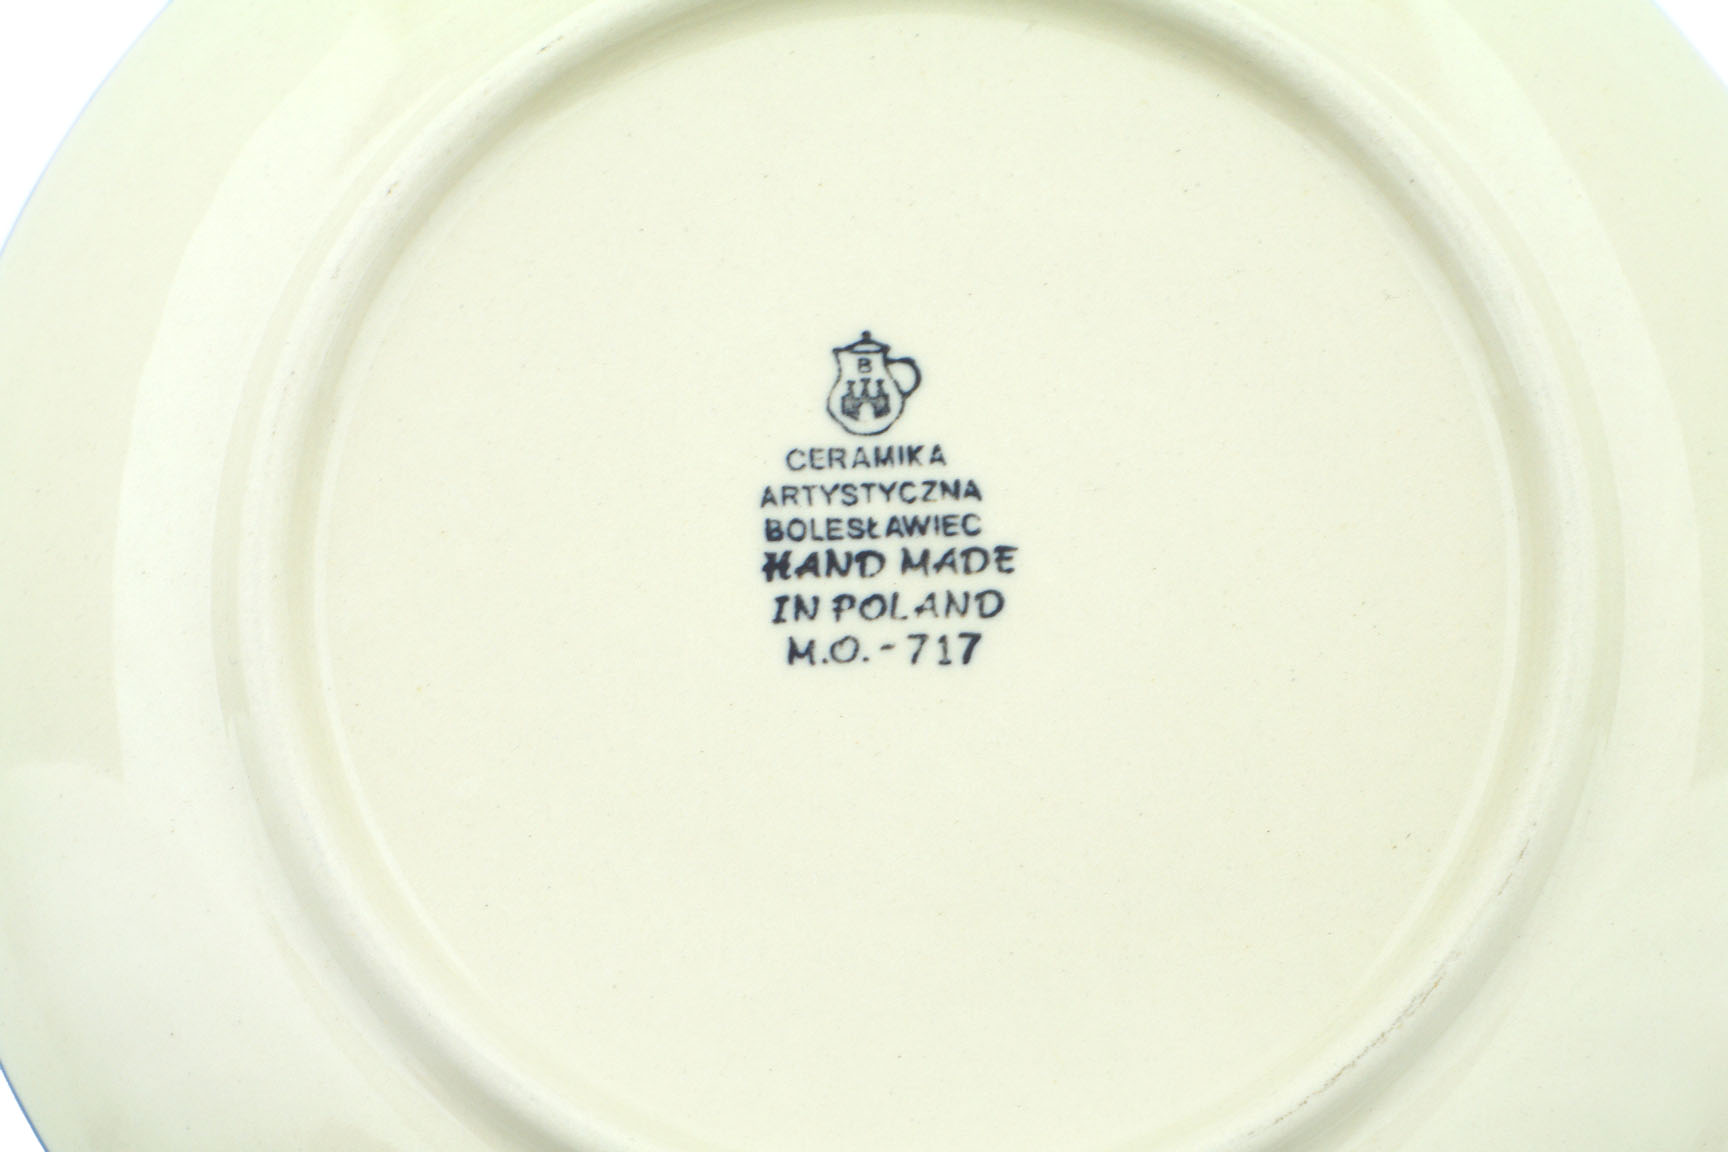 B
CERAMIKA
ARTYSTYCZNA
BOLESŁAWIEC
HAND MADE
IN POLAND
M.O.-717